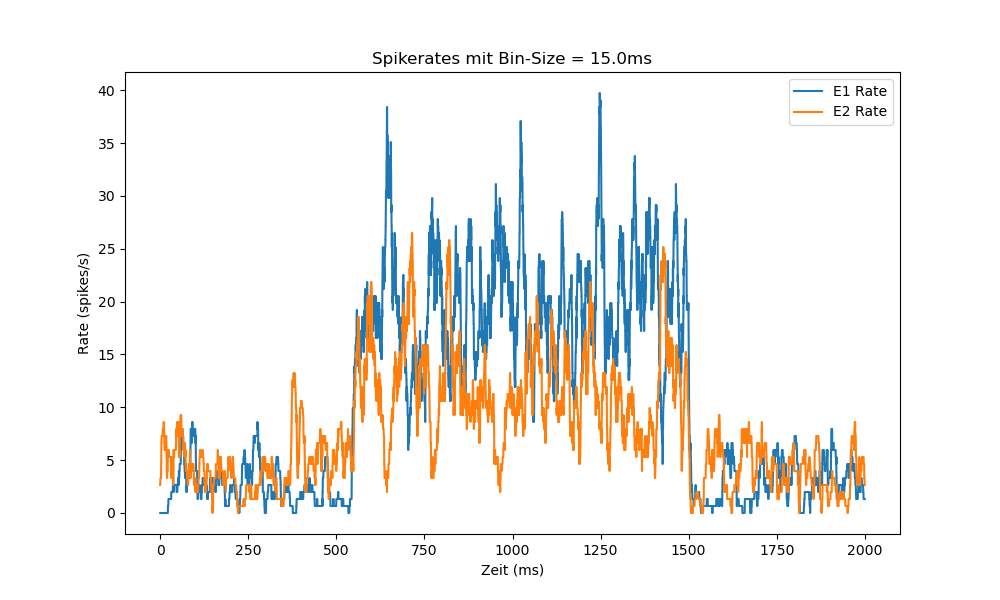 Spikerates mit Bin-Size = 15.0ms
E1 Rate
E2 Rate
Rate (spikes/s)
40
35
30
25
20
15
10
5
0
0 250 500 750 1000 1250 1500 1750 2000
Zeit (ms)